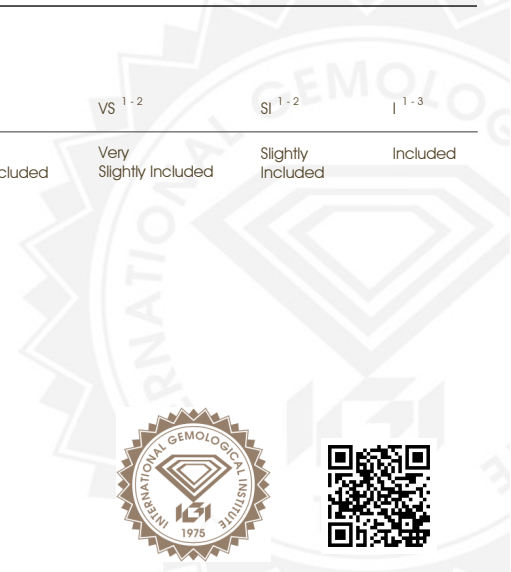 VS 1 - 2
SI 1 - 2
I 1 - 3
cluded
Very
Slightly Included
Slightly
Included
Included
INTERNATIONAL GEMOLOGICAL INSTITUTE
IGI
1975